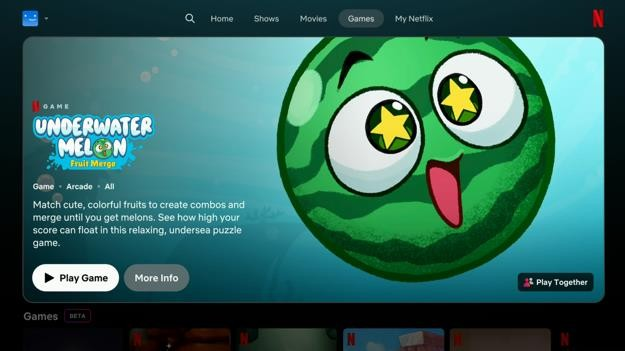 Home Shows Movies Games My Netflix
N
N GAME
UNDERWATER
MELON
Fruit Merge
Game • Arcade • All
Match cute, colorful fruits to create combos and
merge until you get melons. See how high your
score can float in this relaxing, undersea puzzle
game.
Play Game More Info
Play Together
Games BETA
N N N N N